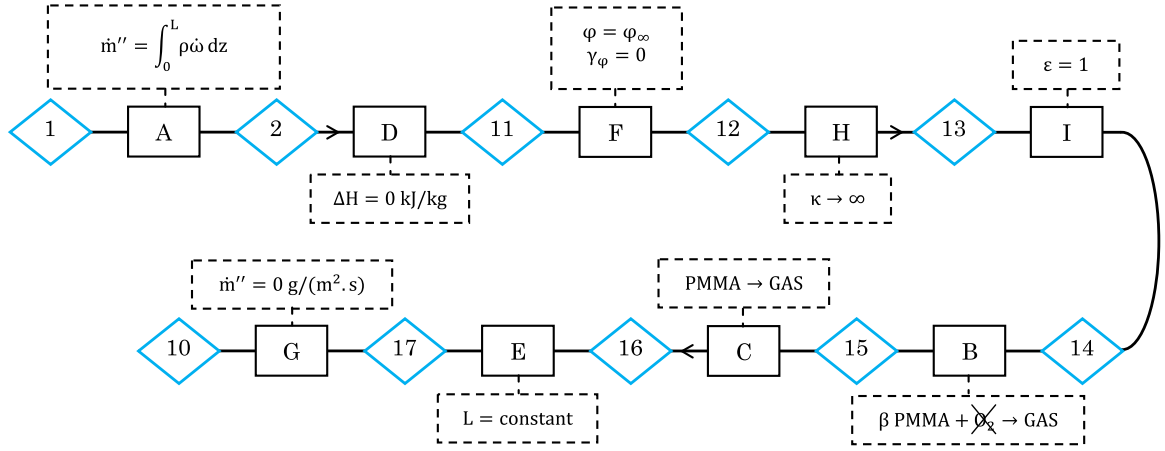 ṁ″ = ∫₀ᴸ ρω̇ dz
φ = φ∞
γφ = 0
ε = 1
1
A
2
D
11
F
12
H
13
I
ΔH = 0 kJ/kg
κ → ∞
ṁ″ = 0 g/(m². s)
PMMA → GAS
10
G
17
E
16
C
15
B
14
L = constant
β PMMA + O₂ → GAS